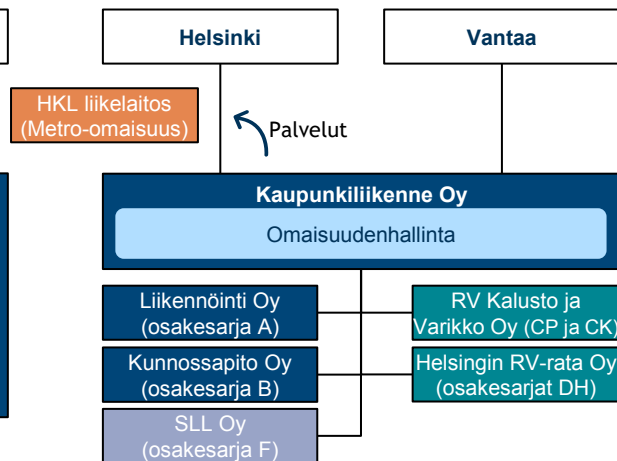 Helsinki
Vantaa
HKL liikelaitos
(Metro-omaisuus)
Palvelut
Kaupunkiliikenne Oy
Omaisuudenhallinta
Liikennöinti Oy
(osakesarja A)
RV Kalusto ja
Varikko Oy (CP ja CK)
Kunnossapito Oy
(osakesarja B)
Helsingin RV-rata Oy
(osakesarjat DH)
SLL Oy
(osakesarja F)